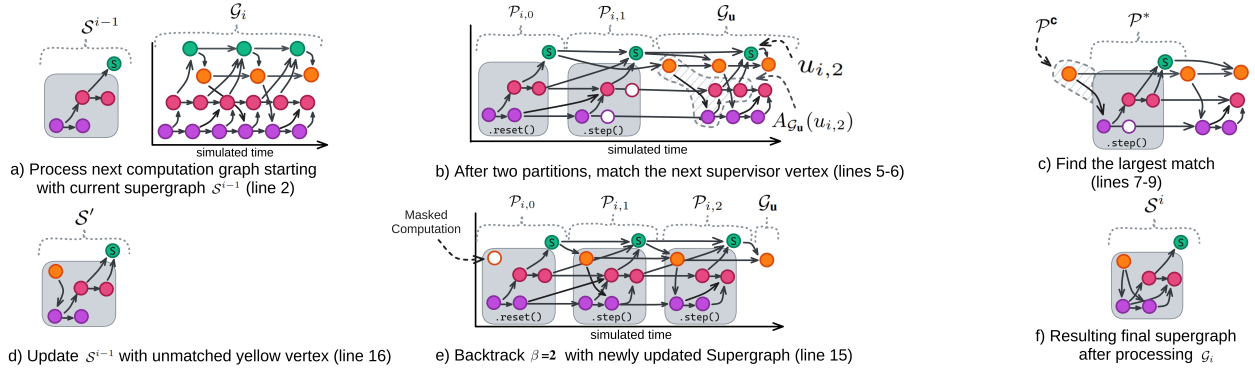 𝒮^{i−1}
𝒢_i
S
simulated time
a) Process next computation graph starting
with current supergraph 𝒮^{i−1} (line 2)
𝒫_{i,0} 𝒫_{i,1} 𝒢_𝐮
S S S
u_{i,2}
A_{𝒢_𝐮}(u_{i,2})
.reset() .step()
simulated time
b) After two partitions, match the next supervisor vertex (lines 5-6)
𝒫^𝐜 𝒫*
S
.step()
c) Find the largest match
(lines 7-9)
𝒮′
S
d) Update 𝒮^{i−1} with unmatched yellow vertex (line 16)
Masked
Computation
𝒫_{i,0} 𝒫_{i,1} 𝒫_{i,2} 𝒢_𝐮
S S S
.reset() .step() .step()
simulated time
e) Backtrack β=2 with newly updated Supergraph (line 15)
𝒮^i
S
f) Resulting final supergraph
after processing 𝒢_i